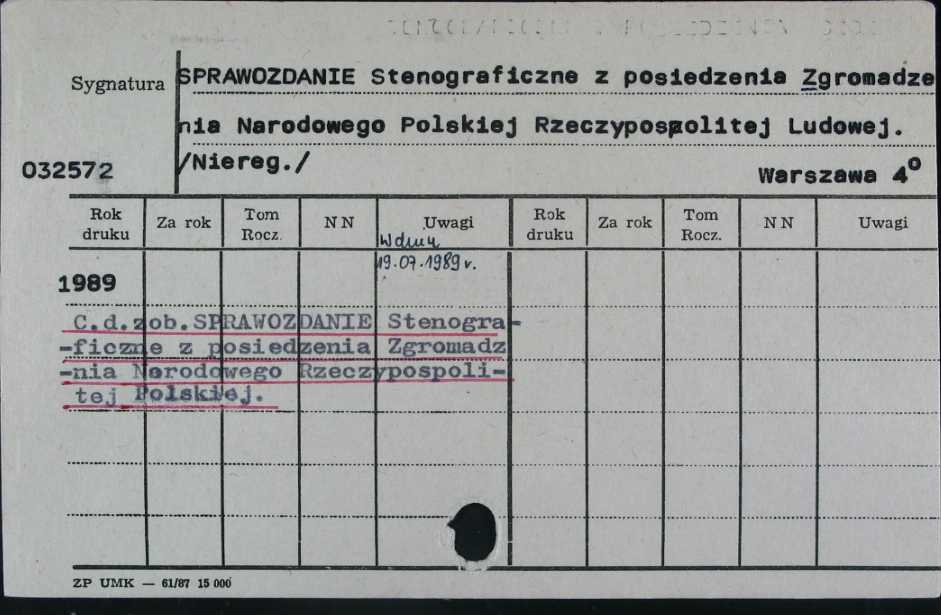 Sygnatura
SPRAWOZDANIE Stenograficzne z posiedzenia Zgromadze
nia Narodowego Polskiej Rzeczypospolitej Ludowej.
032572
/Niereg./
Warszawa 4º
Rok druku Za rok Tom Rocz. N N Uwagi Rok druku Za rok Tom Rocz. N N Uwagi
W dniu
19.07.1989 r.
1989
C.d.zob.SPRAWOZDANIE Stenogra-
-ficzne z posiedzenia Zgromadz
-nia Narodowego Rzeczypospoli-
tej Polskiej.
ZP UMK — 61/87 15 000